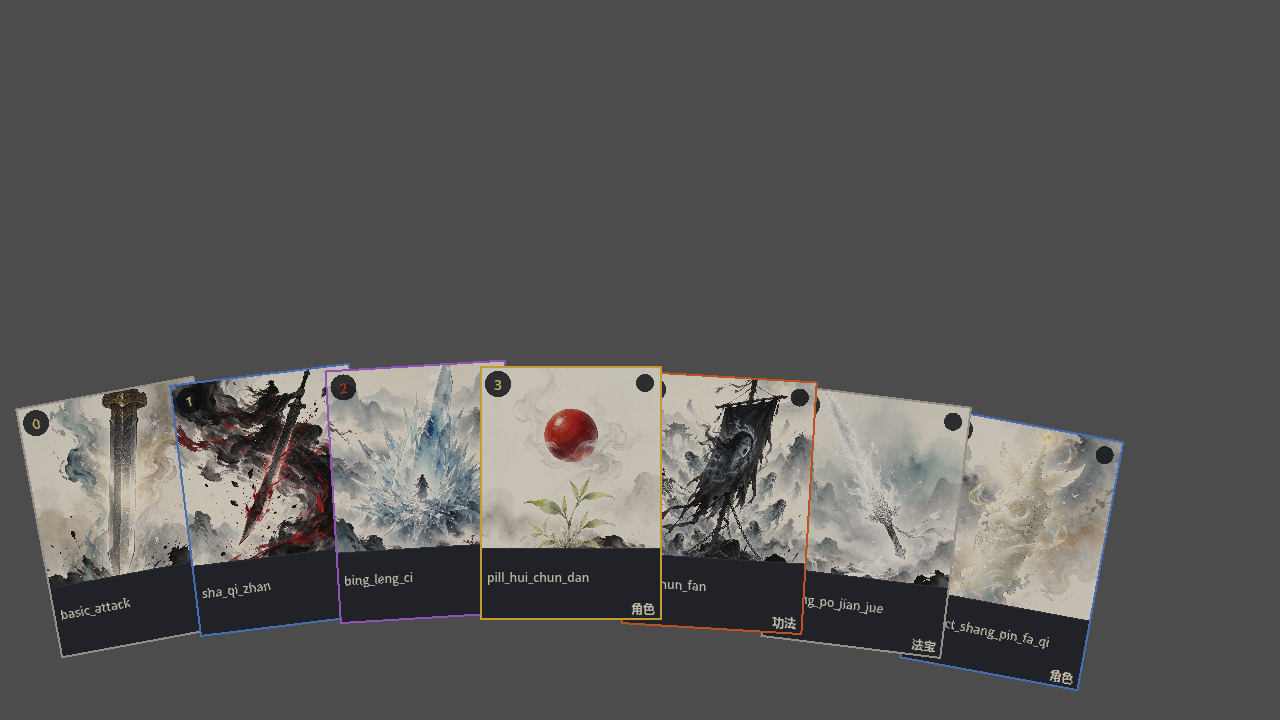 0
basic_attack
1
sha_qi_zhan
2
bing_leng_ci
3
pill_hui_chun_dan
角色
hun_fan
功法
g_po_jian_jue
法宝
ct_shang_pin_fa_qi
角色